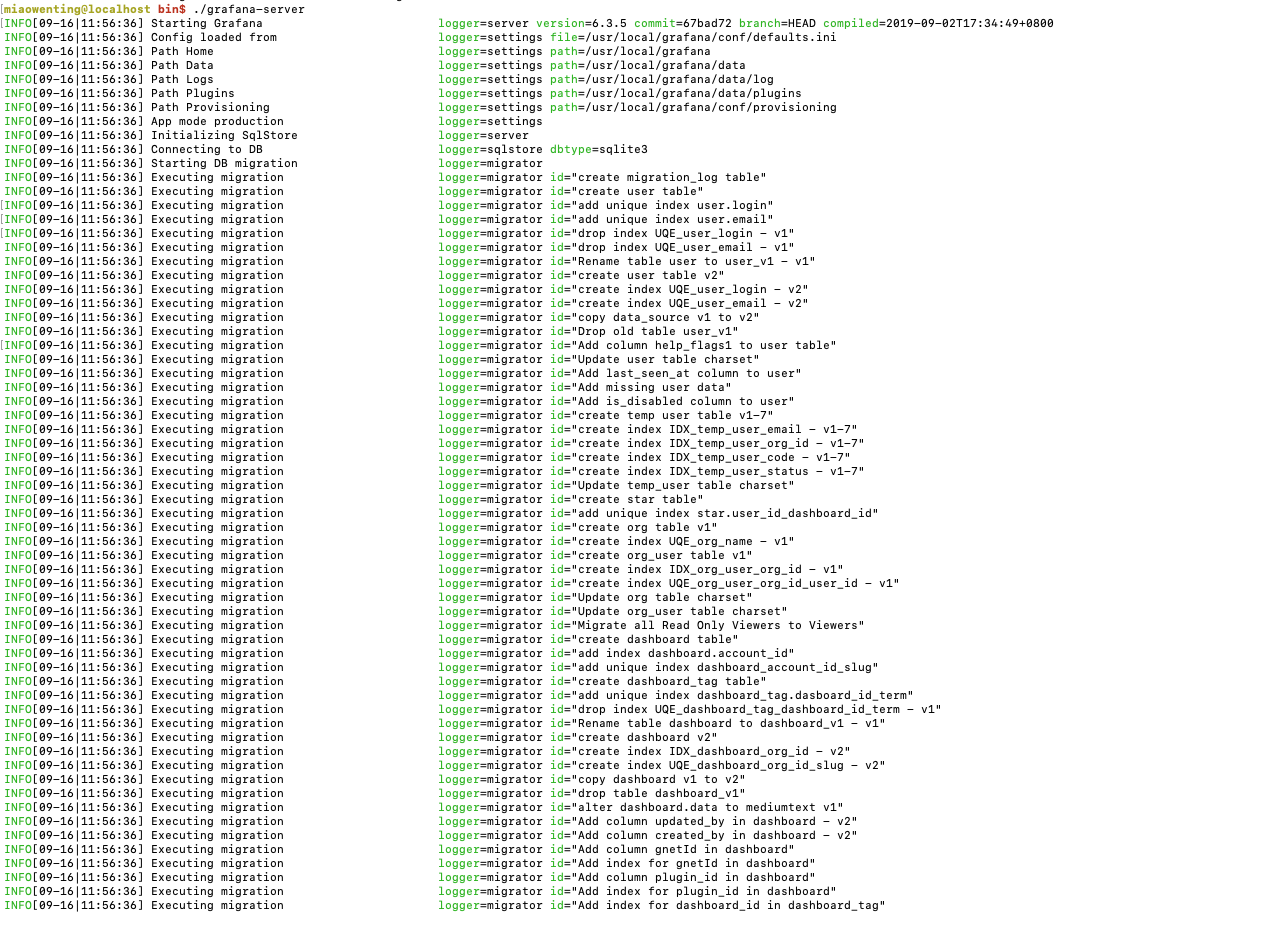 [miaowenting@localhost bin$ ./grafana-server
[INFO[09-16|11:56:36] Starting Grafana                         logger=server version=6.3.5 commit=67bad72 branch=HEAD compiled=2019-09-02T17:34:49+0800
INFO[09-16|11:56:36] Config loaded from                       logger=settings file=/usr/local/grafana/conf/defaults.ini
INFO[09-16|11:56:36] Path Home                                logger=settings path=/usr/local/grafana
INFO[09-16|11:56:36] Path Data                                logger=settings path=/usr/local/grafana/data
INFO[09-16|11:56:36] Path Logs                                logger=settings path=/usr/local/grafana/data/log
INFO[09-16|11:56:36] Path Plugins                             logger=settings path=/usr/local/grafana/data/plugins
INFO[09-16|11:56:36] Path Provisioning                        logger=settings path=/usr/local/grafana/conf/provisioning
INFO[09-16|11:56:36] App mode production                      logger=settings
INFO[09-16|11:56:36] Initializing SqlStore                    logger=server
INFO[09-16|11:56:36] Connecting to DB                         logger=sqlstore dbtype=sqlite3
INFO[09-16|11:56:36] Starting DB migration                    logger=migrator
INFO[09-16|11:56:36] Executing migration                      logger=migrator id="create migration_log table"
INFO[09-16|11:56:36] Executing migration                      logger=migrator id="create user table"
[INFO[09-16|11:56:36] Executing migration                      logger=migrator id="add unique index user.login"
[INFO[09-16|11:56:36] Executing migration                      logger=migrator id="add unique index user.email"
[INFO[09-16|11:56:36] Executing migration                      logger=migrator id="drop index UQE_user_login - v1"
INFO[09-16|11:56:36] Executing migration                      logger=migrator id="drop index UQE_user_email - v1"
INFO[09-16|11:56:36] Executing migration                      logger=migrator id="Rename table user to user_v1 - v1"
INFO[09-16|11:56:36] Executing migration                      logger=migrator id="create user table v2"
INFO[09-16|11:56:36] Executing migration                      logger=migrator id="create index UQE_user_login - v2"
INFO[09-16|11:56:36] Executing migration                      logger=migrator id="create index UQE_user_email - v2"
INFO[09-16|11:56:36] Executing migration                      logger=migrator id="copy data_source v1 to v2"
INFO[09-16|11:56:36] Executing migration                      logger=migrator id="Drop old table user_v1"
[INFO[09-16|11:56:36] Executing migration                      logger=migrator id="Add column help_flags1 to user table"
INFO[09-16|11:56:36] Executing migration                      logger=migrator id="Update user table charset"
INFO[09-16|11:56:36] Executing migration                      logger=migrator id="Add last_seen_at column to user"
INFO[09-16|11:56:36] Executing migration                      logger=migrator id="Add missing user data"
INFO[09-16|11:56:36] Executing migration                      logger=migrator id="Add is_disabled column to user"
INFO[09-16|11:56:36] Executing migration                      logger=migrator id="create temp user table v1-7"
INFO[09-16|11:56:36] Executing migration                      logger=migrator id="create index IDX_temp_user_email - v1-7"
INFO[09-16|11:56:36] Executing migration                      logger=migrator id="create index IDX_temp_user_org_id - v1-7"
INFO[09-16|11:56:36] Executing migration                      logger=migrator id="create index IDX_temp_user_code - v1-7"
INFO[09-16|11:56:36] Executing migration                      logger=migrator id="create index IDX_temp_user_status - v1-7"
INFO[09-16|11:56:36] Executing migration                      logger=migrator id="Update temp_user table charset"
INFO[09-16|11:56:36] Executing migration                      logger=migrator id="create star table"
INFO[09-16|11:56:36] Executing migration                      logger=migrator id="add unique index star.user_id_dashboard_id"
INFO[09-16|11:56:36] Executing migration                      logger=migrator id="create org table v1"
INFO[09-16|11:56:36] Executing migration                      logger=migrator id="create index UQE_org_name - v1"
INFO[09-16|11:56:36] Executing migration                      logger=migrator id="create org_user table v1"
INFO[09-16|11:56:36] Executing migration                      logger=migrator id="create index IDX_org_user_org_id - v1"
INFO[09-16|11:56:36] Executing migration                      logger=migrator id="create index UQE_org_user_org_id_user_id - v1"
INFO[09-16|11:56:36] Executing migration                      logger=migrator id="Update org table charset"
INFO[09-16|11:56:36] Executing migration                      logger=migrator id="Update org_user table charset"
INFO[09-16|11:56:36] Executing migration                      logger=migrator id="Migrate all Read Only Viewers to Viewers"
INFO[09-16|11:56:36] Executing migration                      logger=migrator id="create dashboard table"
INFO[09-16|11:56:36] Executing migration                      logger=migrator id="add index dashboard.account_id"
INFO[09-16|11:56:36] Executing migration                      logger=migrator id="add unique index dashboard_account_id_slug"
INFO[09-16|11:56:36] Executing migration                      logger=migrator id="create dashboard_tag table"
INFO[09-16|11:56:36] Executing migration                      logger=migrator id="add unique index dashboard_tag.dasboard_id_term"
INFO[09-16|11:56:36] Executing migration                      logger=migrator id="drop index UQE_dashboard_tag_dashboard_id_term - v1"
INFO[09-16|11:56:36] Executing migration                      logger=migrator id="Rename table dashboard to dashboard_v1 - v1"
INFO[09-16|11:56:36] Executing migration                      logger=migrator id="create dashboard v2"
INFO[09-16|11:56:36] Executing migration                      logger=migrator id="create index IDX_dashboard_org_id - v2"
INFO[09-16|11:56:36] Executing migration                      logger=migrator id="create index UQE_dashboard_org_id_slug - v2"
INFO[09-16|11:56:36] Executing migration                      logger=migrator id="copy dashboard v1 to v2"
INFO[09-16|11:56:36] Executing migration                      logger=migrator id="drop table dashboard_v1"
INFO[09-16|11:56:36] Executing migration                      logger=migrator id="alter dashboard.data to mediumtext v1"
INFO[09-16|11:56:36] Executing migration                      logger=migrator id="Add column updated_by in dashboard - v2"
INFO[09-16|11:56:36] Executing migration                      logger=migrator id="Add column created_by in dashboard - v2"
INFO[09-16|11:56:36] Executing migration                      logger=migrator id="Add column gnetId in dashboard"
INFO[09-16|11:56:36] Executing migration                      logger=migrator id="Add index for gnetId in dashboard"
INFO[09-16|11:56:36] Executing migration                      logger=migrator id="Add column plugin_id in dashboard"
INFO[09-16|11:56:36] Executing migration                      logger=migrator id="Add index for plugin_id in dashboard"
INFO[09-16|11:56:36] Executing migration                      logger=migrator id="Add index for dashboard_id in dashboard_tag"